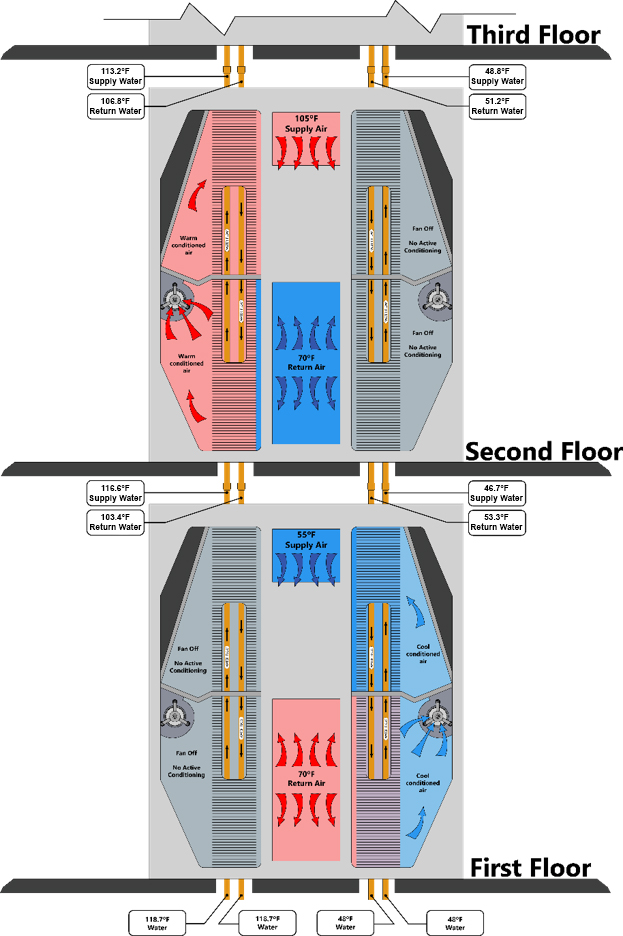 Third Floor
113.2°F
Supply Water
48.8°F
Supply Water
106.8°F
Return Water
51.2°F
Return Water
105°F
Supply Air
Warm
conditioned
air
Fan Off
No Active
Conditioning
Fan Off
No Active
Conditioning
Warm
conditioned
air
70°F
Return Air
Second Floor
116.6°F
Supply Water
46.7°F
Supply Water
103.4°F
Return Water
53.3°F
Return Water
55°F
Supply Air
Fan Off
No Active
Conditioning
Cool
conditioned
air
Fan Off
No Active
Conditioning
70°F
Return Air
Cool
conditioned
air
First Floor
118.7°F
Water
118.7°F
Water
48°F
Water
48°F
Water